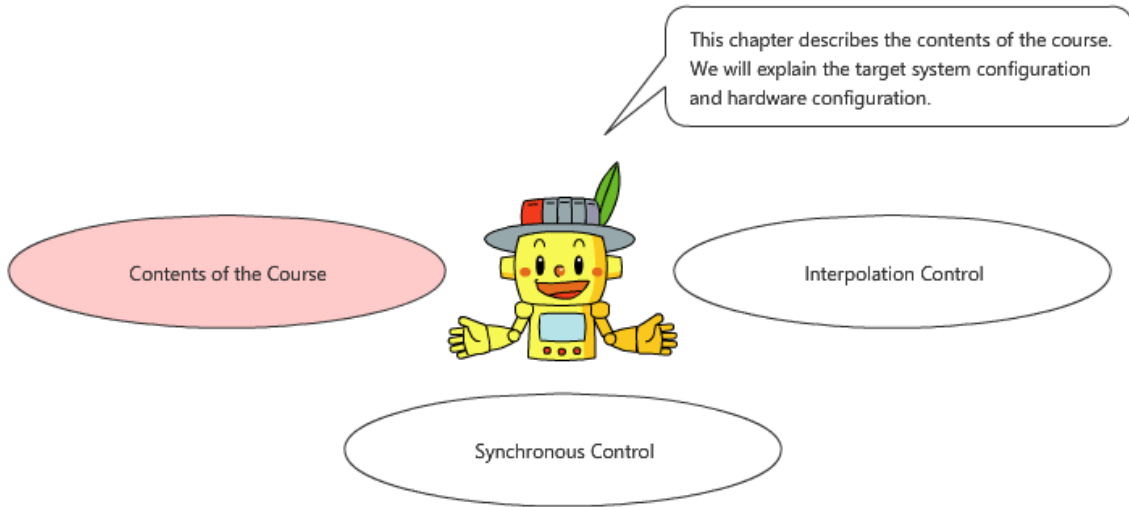 This chapter describes the contents of the course.
We will explain the target system configuration
and hardware configuration.
Contents of the Course
Interpolation Control
Synchronous Control